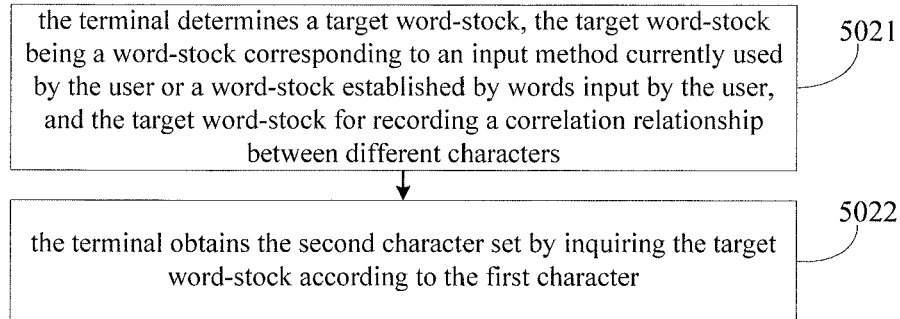 the terminal determines a target word-stock, the target word-stock
being a word-stock corresponding to an input method currently used
by the user or a word-stock established by words input by the user,
and the target word-stock for recording a correlation relationship
between different characters
5021
the terminal obtains the second character set by inquiring the target
word-stock according to the first character
5022